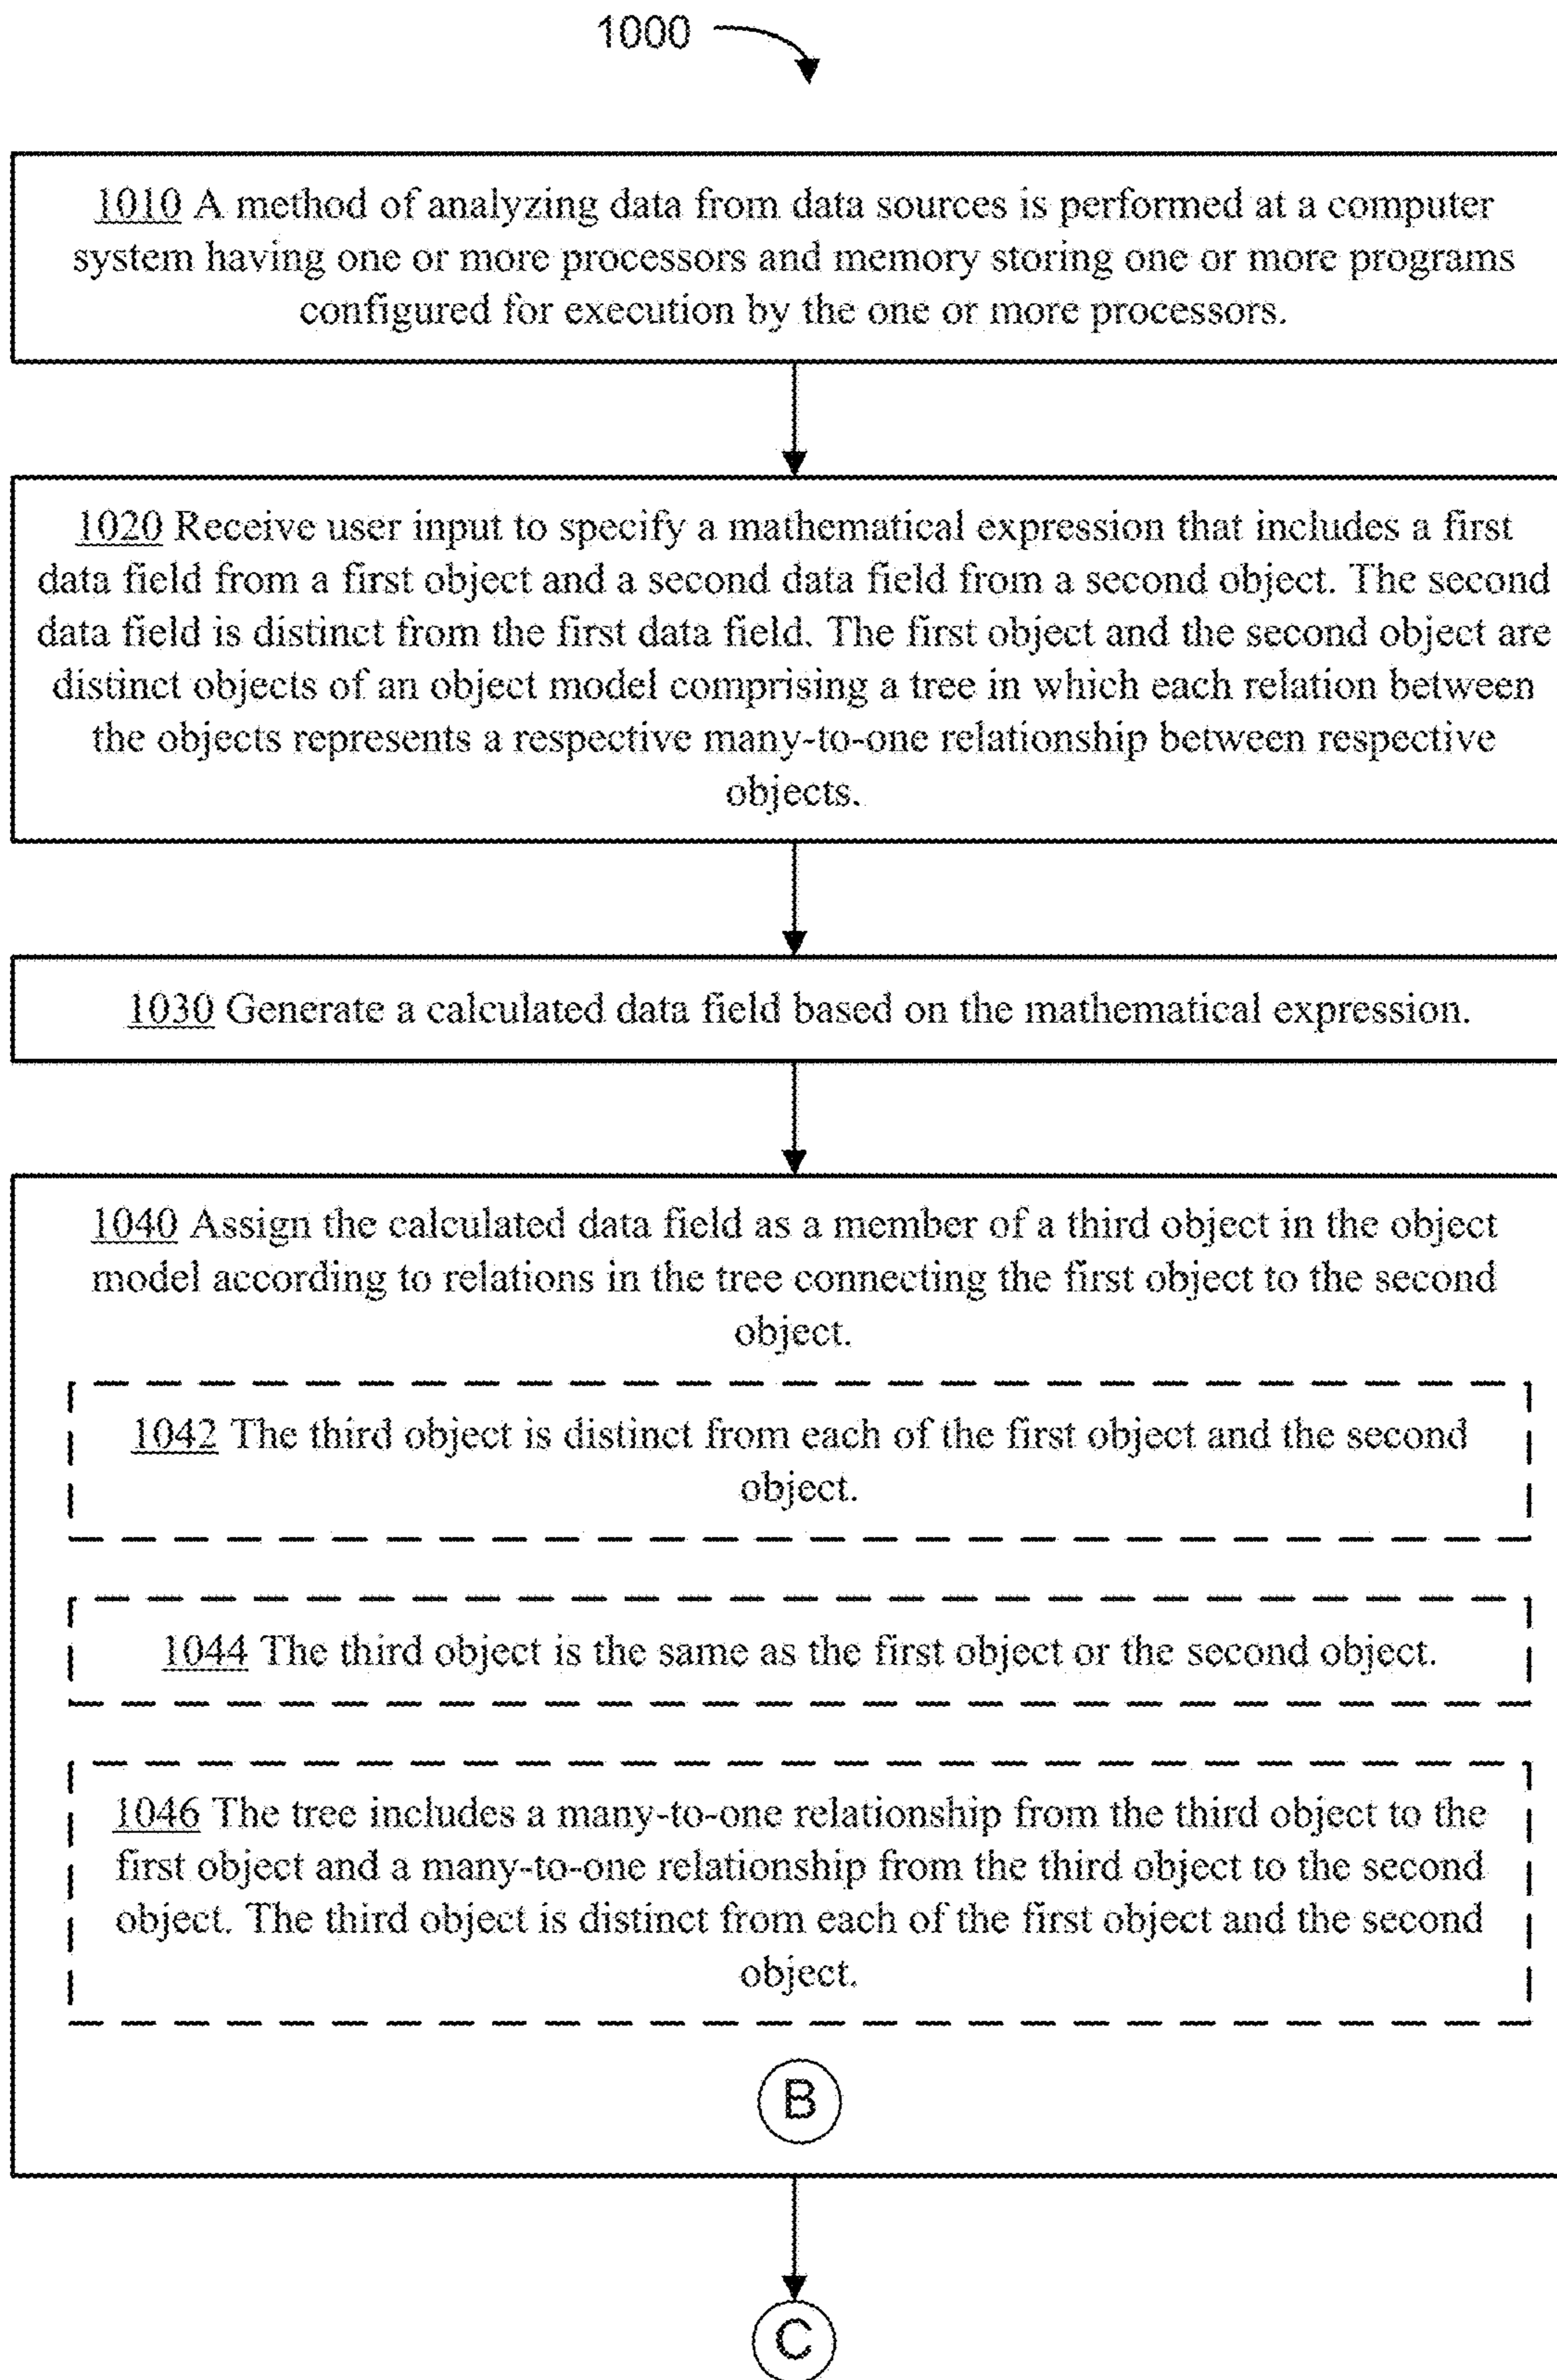 1000
1010 A method of analyzing data from data sources is performed at a computer
system having one or more processors and memory storing one or more programs
configured for execution by the one or more processors.
1020 Receive user input to specify a mathematical expression that includes a first
data field from a first object and a second data field from a second object. The second
data field is distinct from the first data field. The first object and the second object are
distinct objects of an object model comprising a tree in which each relation between
the objects represents a respective many-to-one relationship between respective
objects.
1030 Generate a calculated data field based on the mathematical expression.
1040 Assign the calculated data field as a member of a third object in the object
model according to relations in the tree connecting the first object to the second
object.
1042 The third object is distinct from each of the first object and the second
object.
1044 The third object is the same as the first object or the second object.
1046 The tree includes a many-to-one relationship from the third object to the
first object and a many-to-one relationship from the third object to the second
object. The third object is distinct from each of the first object and the second
object.
B
C